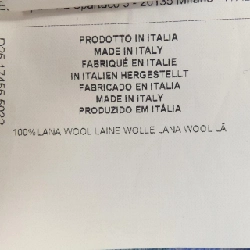 20135
PRODOTTO IN ITALIA
MADE IN ITALY
FABRIQUÉ EN ITALIE
IN ITALIEN HERGESTELLT
FABRICADO EN ITALIA
MADE IN ITALY
PRODUZIDO EM ITÁLIA
100% LANA WOOL LAINE WOLLE LANA WOOL LÃ